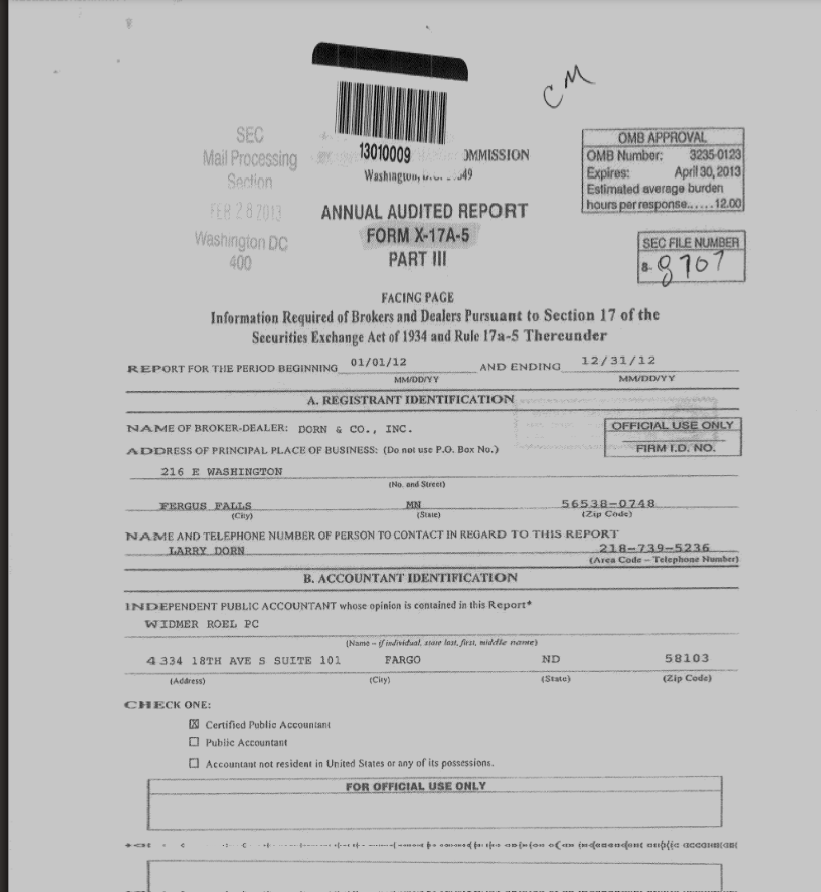 CM
13010009
SEC
Mail Processing
Section
FEB 28 2013
Washington DC
400
OMMISSION
Washington, 49
ANNUAL AUDITED REPORT
FORM X-17A-5
PART III
OMB APPROVAL
OMB Number: 3235-0123
Expires: April 30, 2013
Estimated average burden
hours per response......12.00
SEC FILE NUMBER
8- 8707
FACING PAGE
Information Required of Brokers and Dealers Pursuant to Section 17 of the
Securities Exchange Act of 1934 and Rule 17a-5 Thereunder
REPORT FOR THE PERIOD BEGINNING 01/01/12 AND ENDING 12/31/12
MM/DD/YY MM/DD/YY
A. REGISTRANT IDENTIFICATION
NAME OF BROKER-DEALER: DORN & CO., INC.
OFFICIAL USE ONLY
FIRM I.D. NO.
ADDRESS OF PRINCIPAL PLACE OF BUSINESS: (Do not use P.O. Box No.)
216 E WASHINGTON
(No. and Street)
FERGUS FALLS MN 56538-0748
(City) (State) (Zip Code)
NAME AND TELEPHONE NUMBER OF PERSON TO CONTACT IN REGARD TO THIS REPORT
LARRY DORN 218-739-5236
(Area Code – Telephone Number)
B. ACCOUNTANT IDENTIFICATION
INDEPENDENT PUBLIC ACCOUNTANT whose opinion is contained in this Report*
WIDMER ROEL PC
(Name – if individual, state last, first, middle name)
4334 18TH AVE S SUITE 101 FARGO ND 58103
(Address) (City) (State) (Zip Code)
CHECK ONE:
☒ Certified Public Accountant
☐ Public Accountant
☐ Accountant not resident in United States or any of its possessions.
FOR OFFICIAL USE ONLY